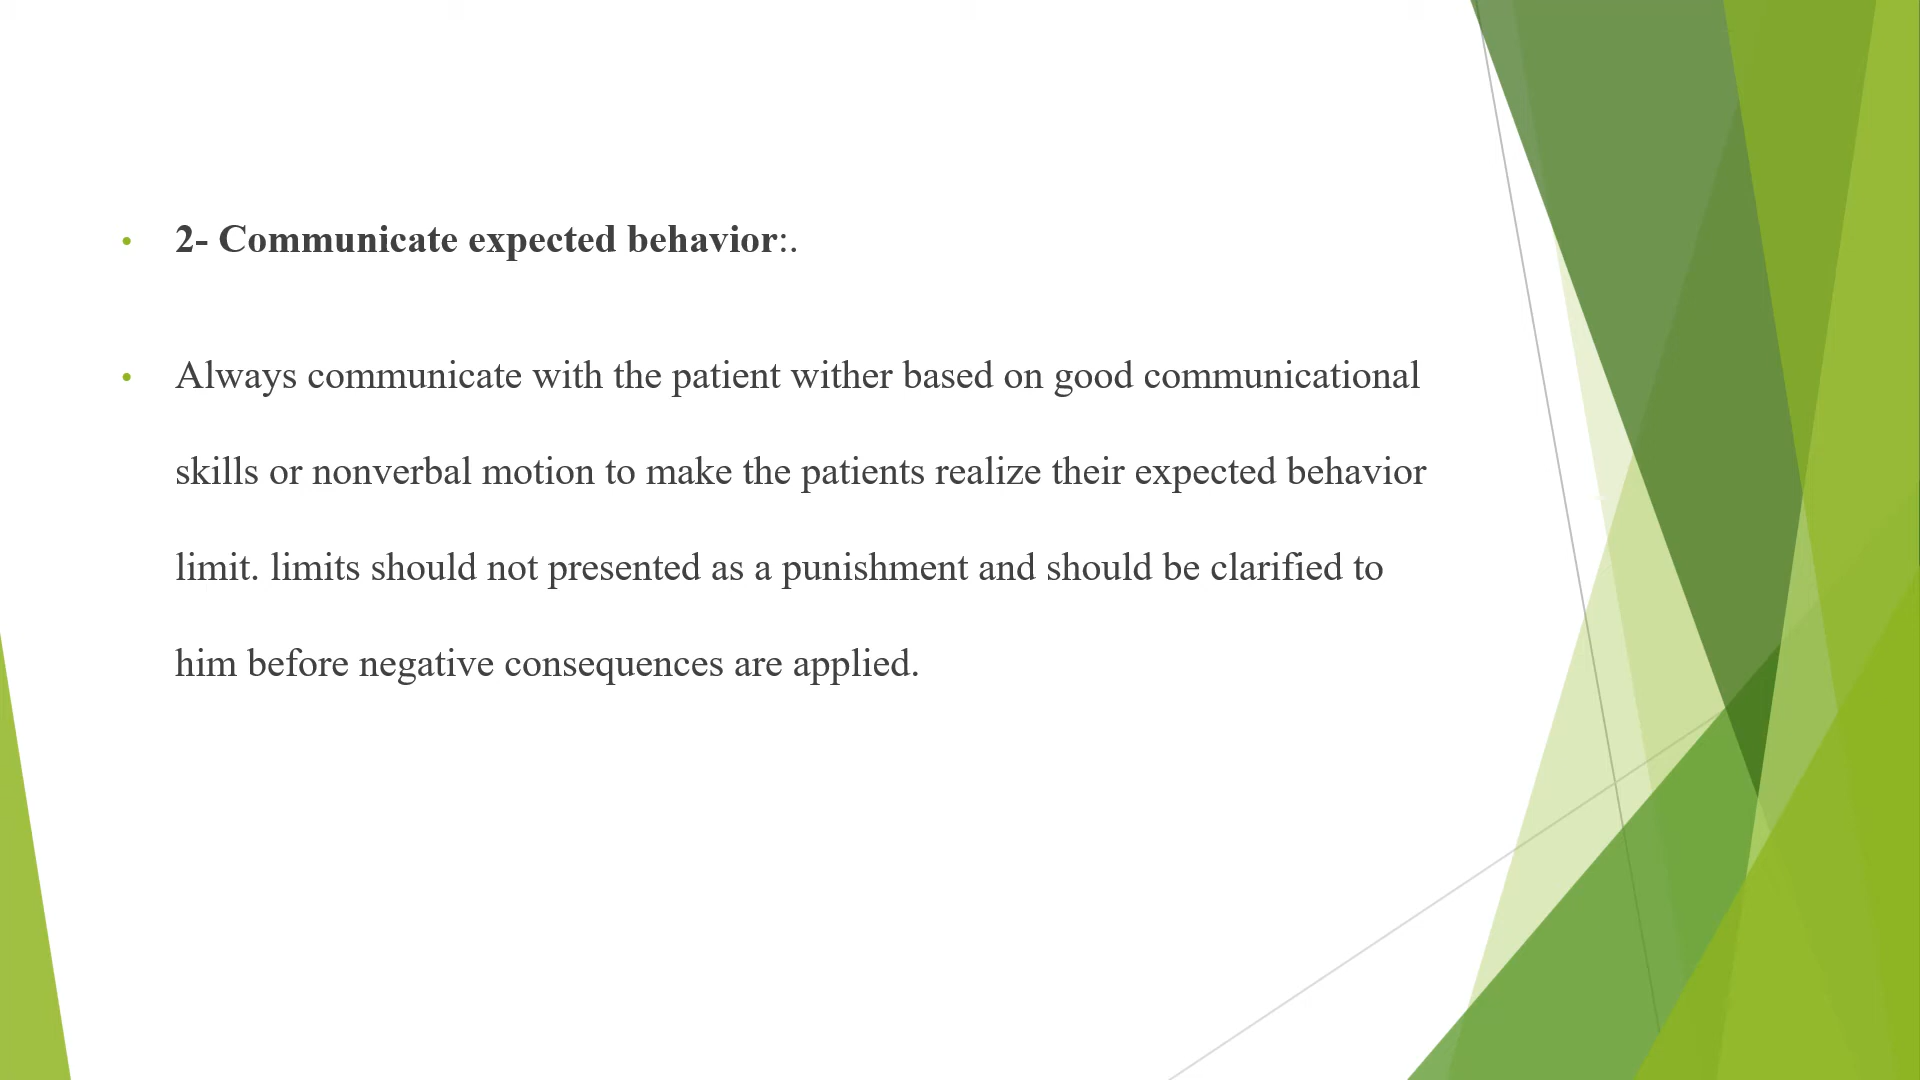 • 2- Communicate expected behavior:.
• Always communicate with the patient wither based on good communicational
skills or nonverbal motion to make the patients realize their expected behavior
limit. limits should not presented as a punishment and should be clarified to
him before negative consequences are applied.